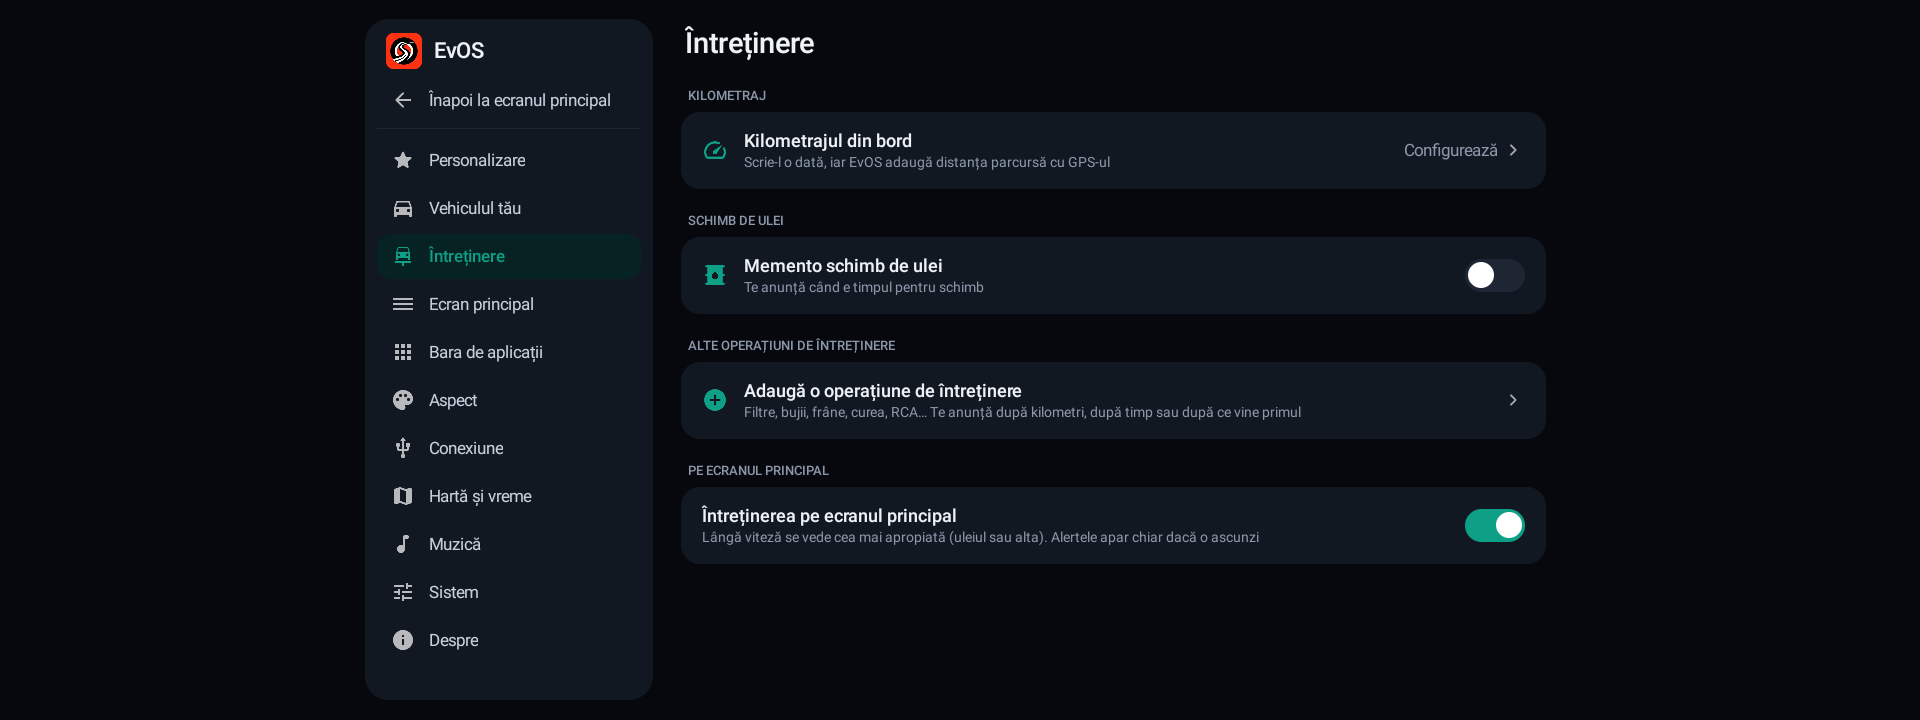 EvOS
Înapoi la ecranul principal
Personalizare
Vehiculul tău
Întreținere
Ecran principal
Bara de aplicații
Aspect
Conexiune
Hartă și vreme
Muzică
Sistem
Despre
Întreținere
KILOMETRAJ
Kilometrajul din bord
Scrie-l o dată, iar EvOS adaugă distanța parcursă cu GPS-ul
Configurează
SCHIMB DE ULEI
Memento schimb de ulei
Te anunță când e timpul pentru schimb
ALTE OPERAȚIUNI DE ÎNTREȚINERE
Adaugă o operațiune de întreținere
Filtre, bujii, frâne, curea, RCA... Te anunță după kilometri, după timp sau după ce vine primul
PE ECRANUL PRINCIPAL
Întreținerea pe ecranul principal
Lângă viteză se vede cea mai apropiată (uleiul sau alta). Alertele apar chiar dacă o ascunzi